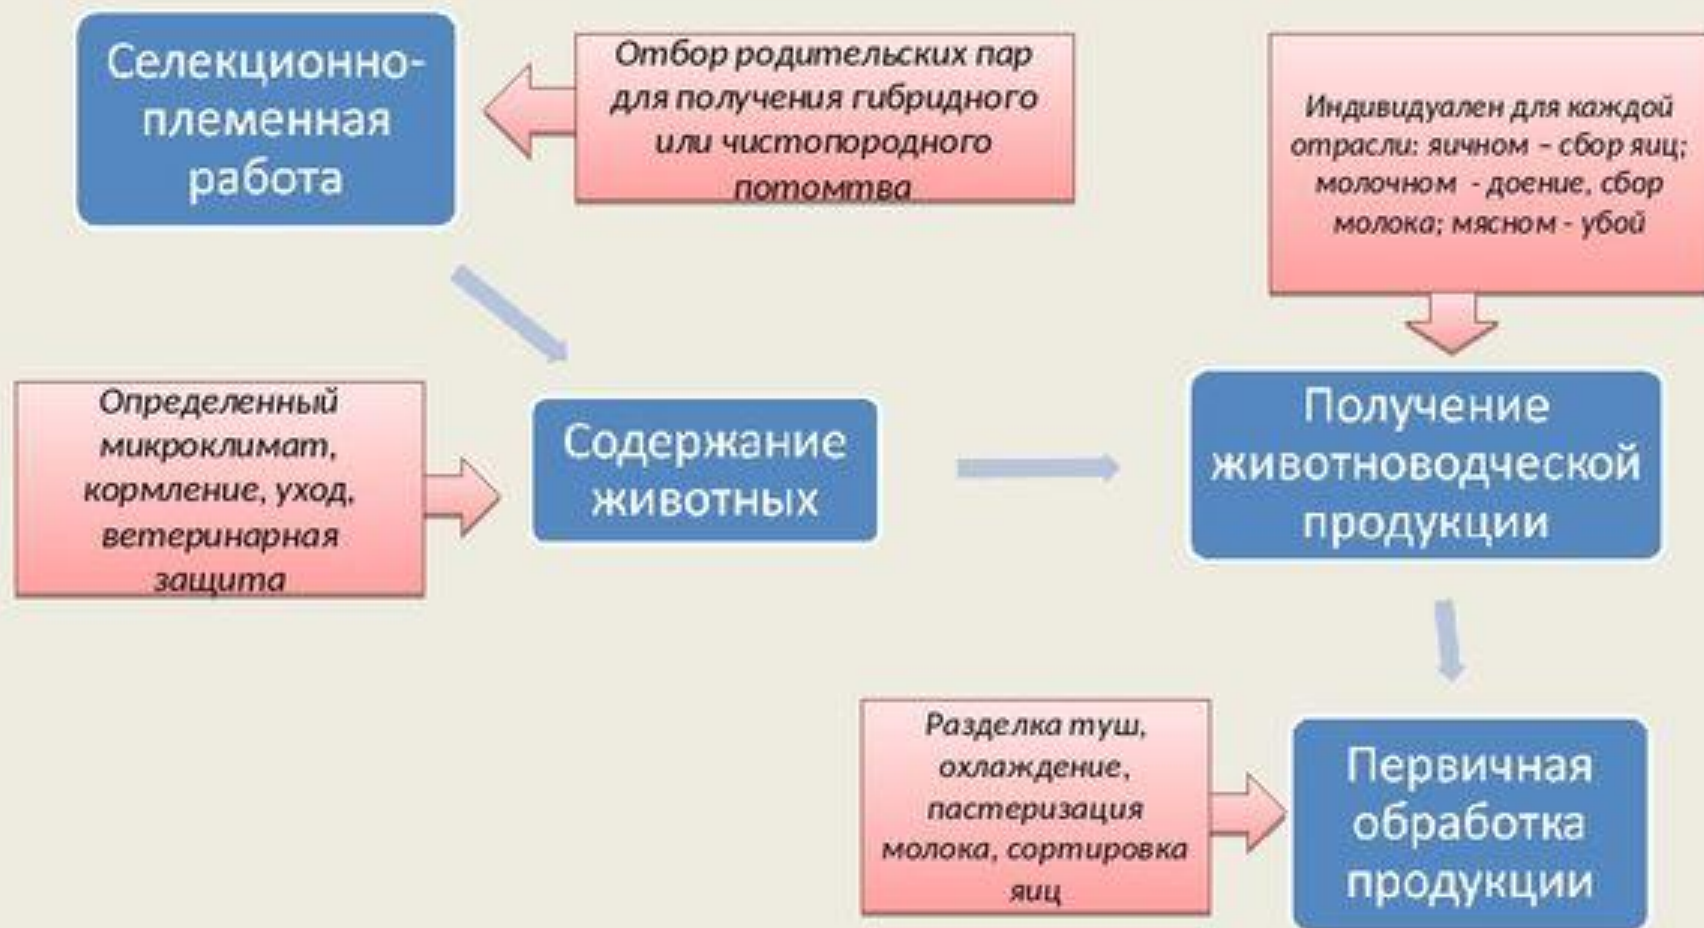 Селекционно-
племенная
работа
Отбор родительских пар
для получения гибридного
или чистопородного
потомтва
Индивидуален для каждой
отрасли: яичном – сбор яиц;
молочном - доение, сбор
молока; мясном - убой
Определенный
микроклимат,
кормление, уход,
ветеринарная
защита
Содержание
животных
Получение
животноводческой
продукции
Разделка туш,
охлаждение,
пастеризация
молока, сортировка
яиц
Первичная
обработка
продукции